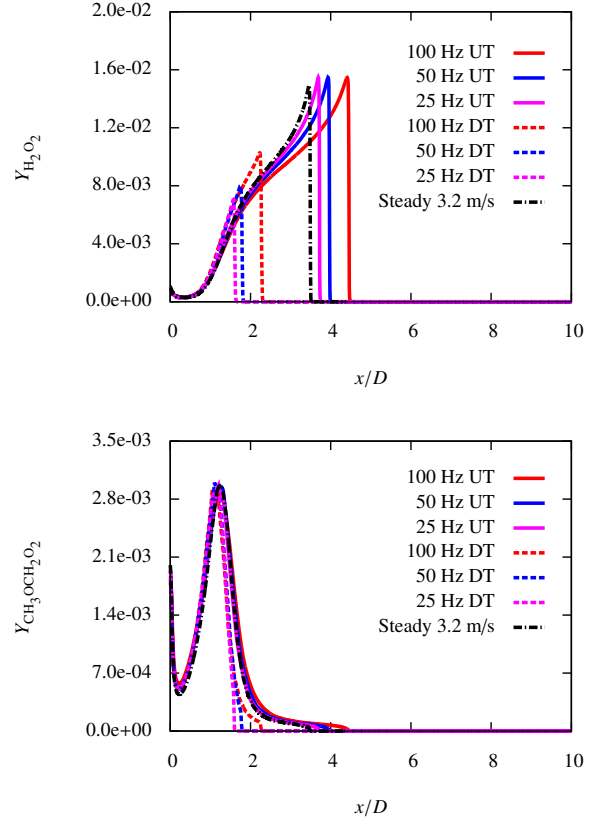 2.0e-02
1.6e-02
1.2e-02
8.0e-03
4.0e-03
0.0e+00
Y_H2O2
100 Hz UT
50 Hz UT
25 Hz UT
100 Hz DT
50 Hz DT
25 Hz DT
Steady 3.2 m/s
0 2 4 6 8 10
x/D
3.5e-03
2.8e-03
2.1e-03
1.4e-03
7.0e-04
0.0e+00
Y_CH3OCH2O2
100 Hz UT
50 Hz UT
25 Hz UT
100 Hz DT
50 Hz DT
25 Hz DT
Steady 3.2 m/s
0 2 4 6 8 10
x/D